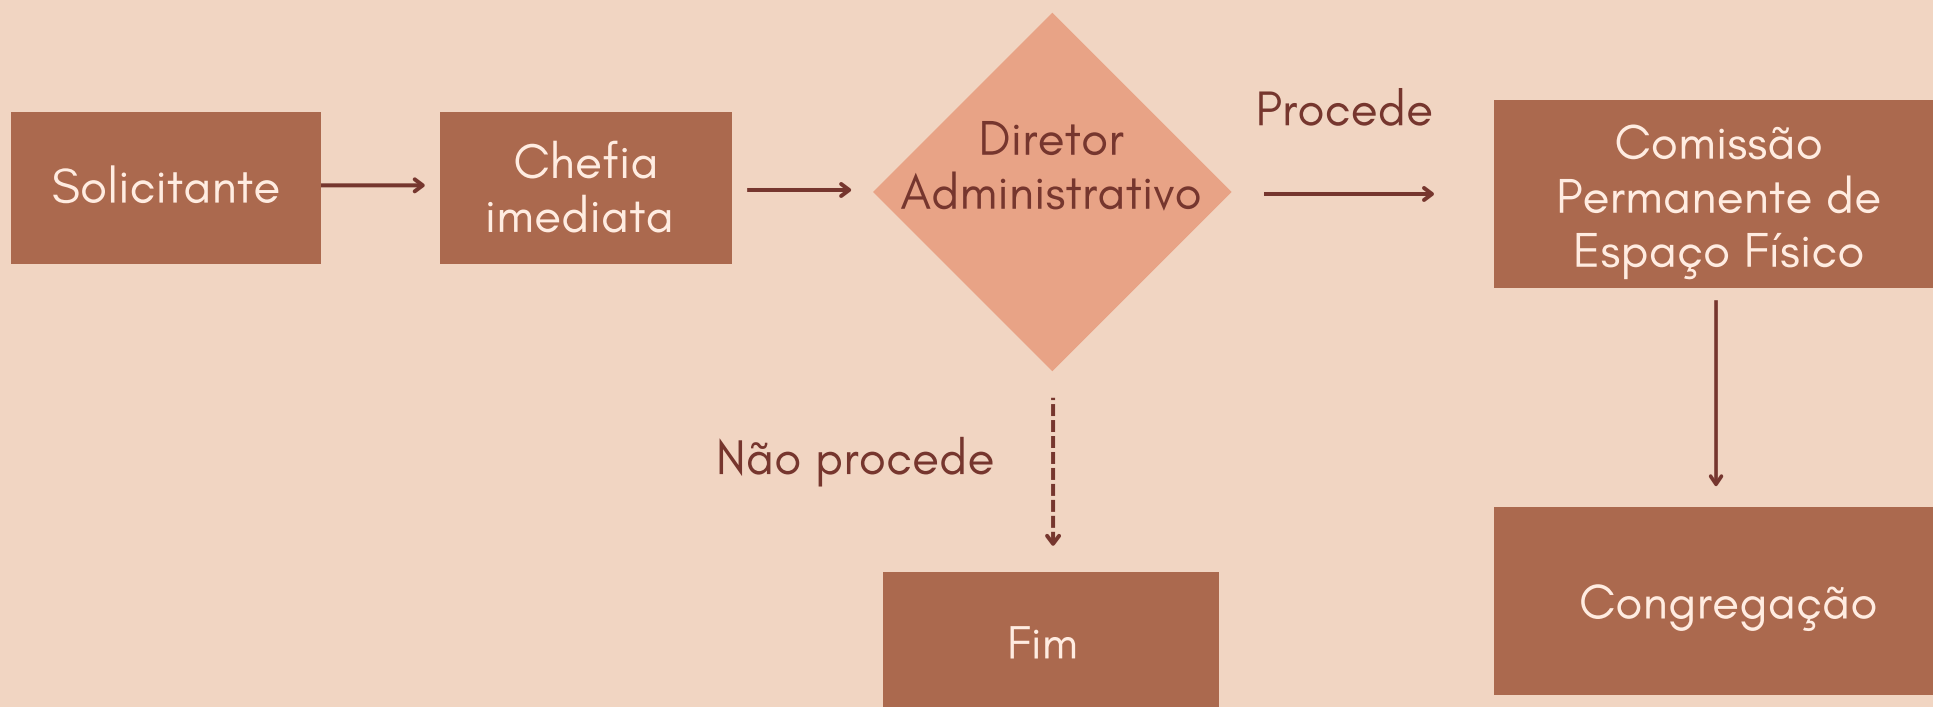 Solicitante
Chefia
imediata
Diretor
Administrativo
Procede
Comissão
Permanente de
Espaço Físico
Não procede
Fim
Congregação